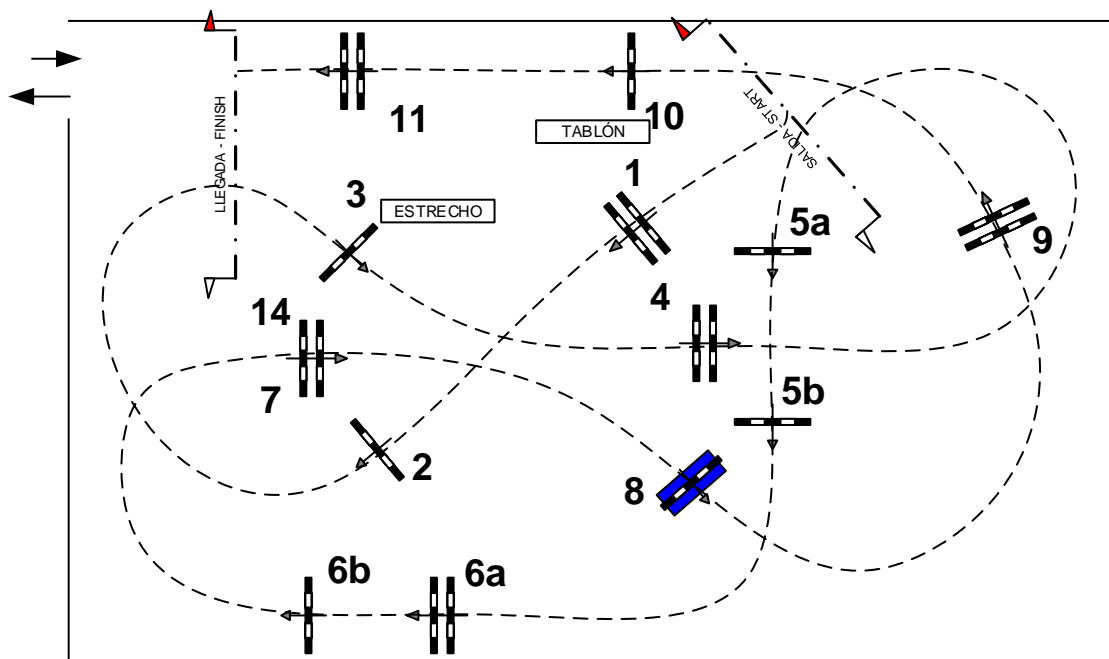 11
10
TABLÓN
SALIDA - START
LLEGADA - FINISH
1
3
ESTRECHO
5a
9
14
4
7
5b
2
8
6b
6a